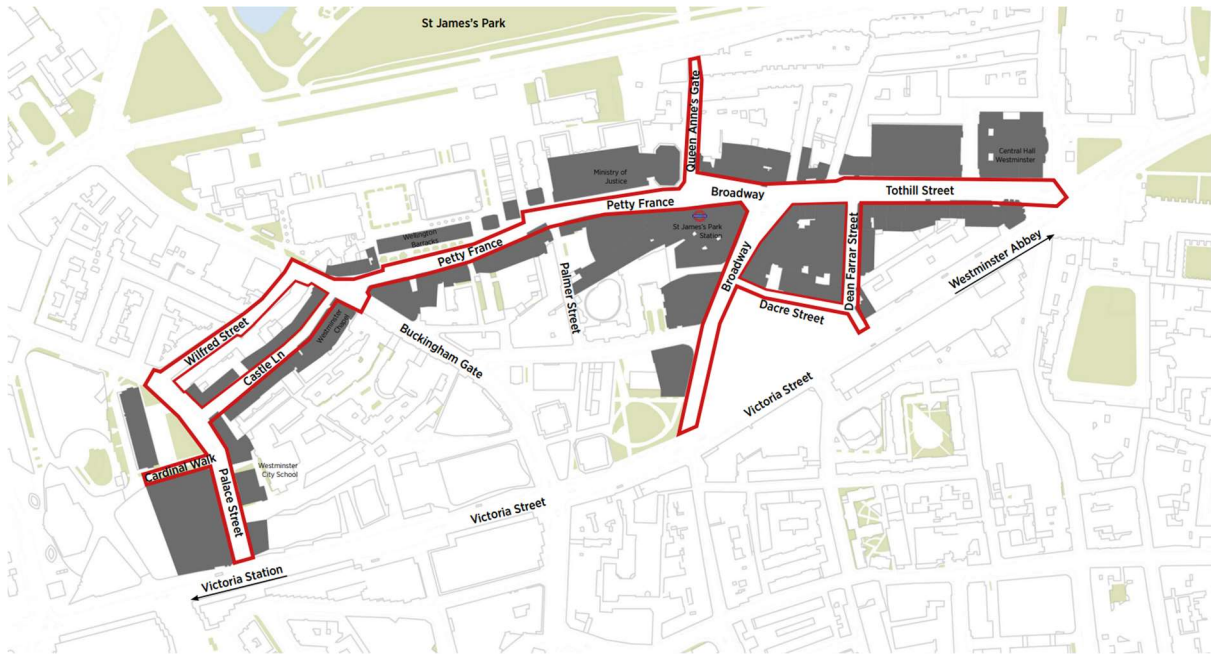 St James's Park
Queen Anne's Gate
Central Hall
Westminster
Ministry of
Justice
Broadway
Tothill Street
Petty France
St James's Park
Station
Wellington
Barracks
Petty France
Palmer Street
Broadway
Dean Farrar Street
Westminster Abbey
Dacre Street
Wilfred Street
Westminster
Chapel
Castle Ln
Buckingham Gate
Victoria Street
Cardinal Walk
Westminster
City School
Palace Street
Victoria Street
Victoria Station